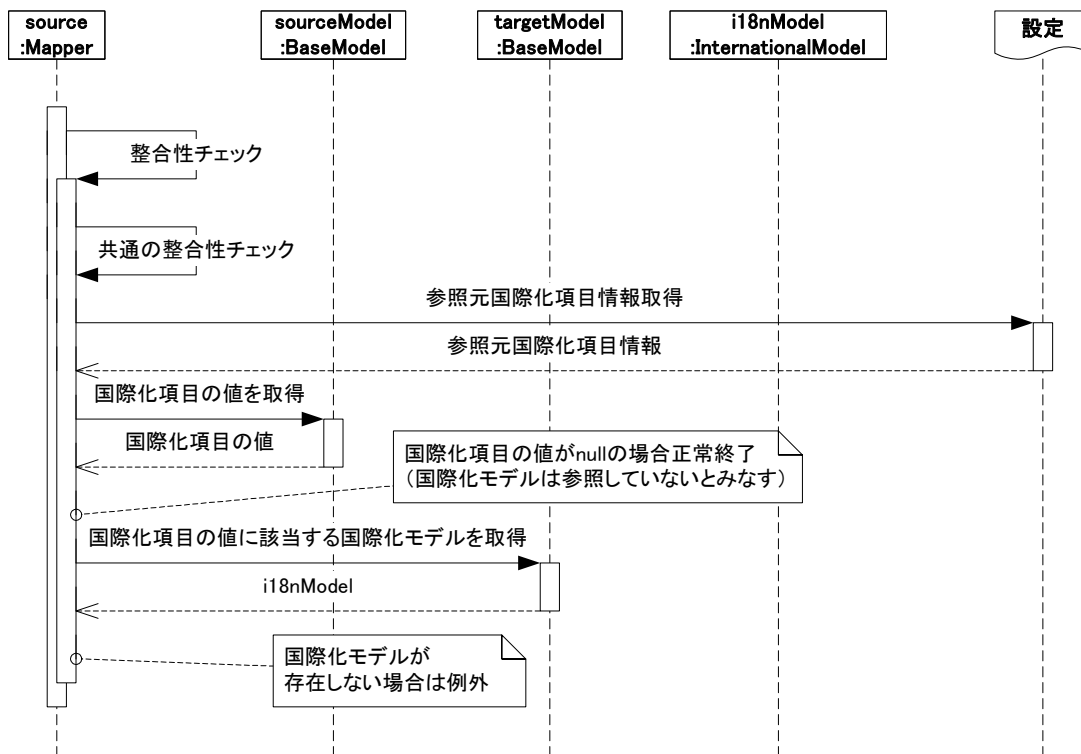 source
:Mapper
sourceModel
:BaseModel
targetModel
:BaseModel
i18nModel
:InternationalModel
設定
整合性チェック
共通の整合性チェック
参照元国際化項目情報取得
参照元国際化項目情報
国際化項目の値を取得
国際化項目の値
国際化項目の値がnullの場合正常終了
（国際化モデルは参照していないとみなす）
国際化項目の値に該当する国際化モデルを取得
i18nModel
国際化モデルが
存在しない場合は例外